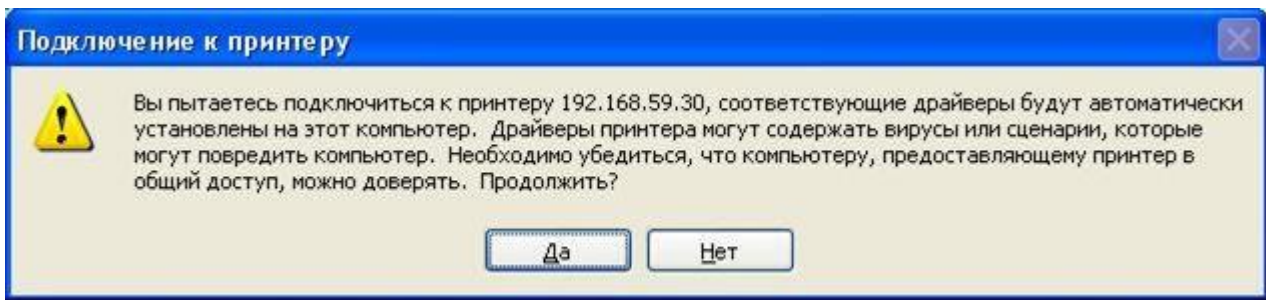 Подключение к принтеру
Вы пытаетесь подключиться к принтеру 192.168.59.30, соответствующие драйверы будут автоматически
установлены на этот компьютер.  Драйверы принтера могут содержать вирусы или сценарии, которые
могут повредить компьютер.  Необходимо убедиться, что компьютеру, предоставляющему принтер в
общий доступ, можно доверять.  Продолжить?
Да Нет